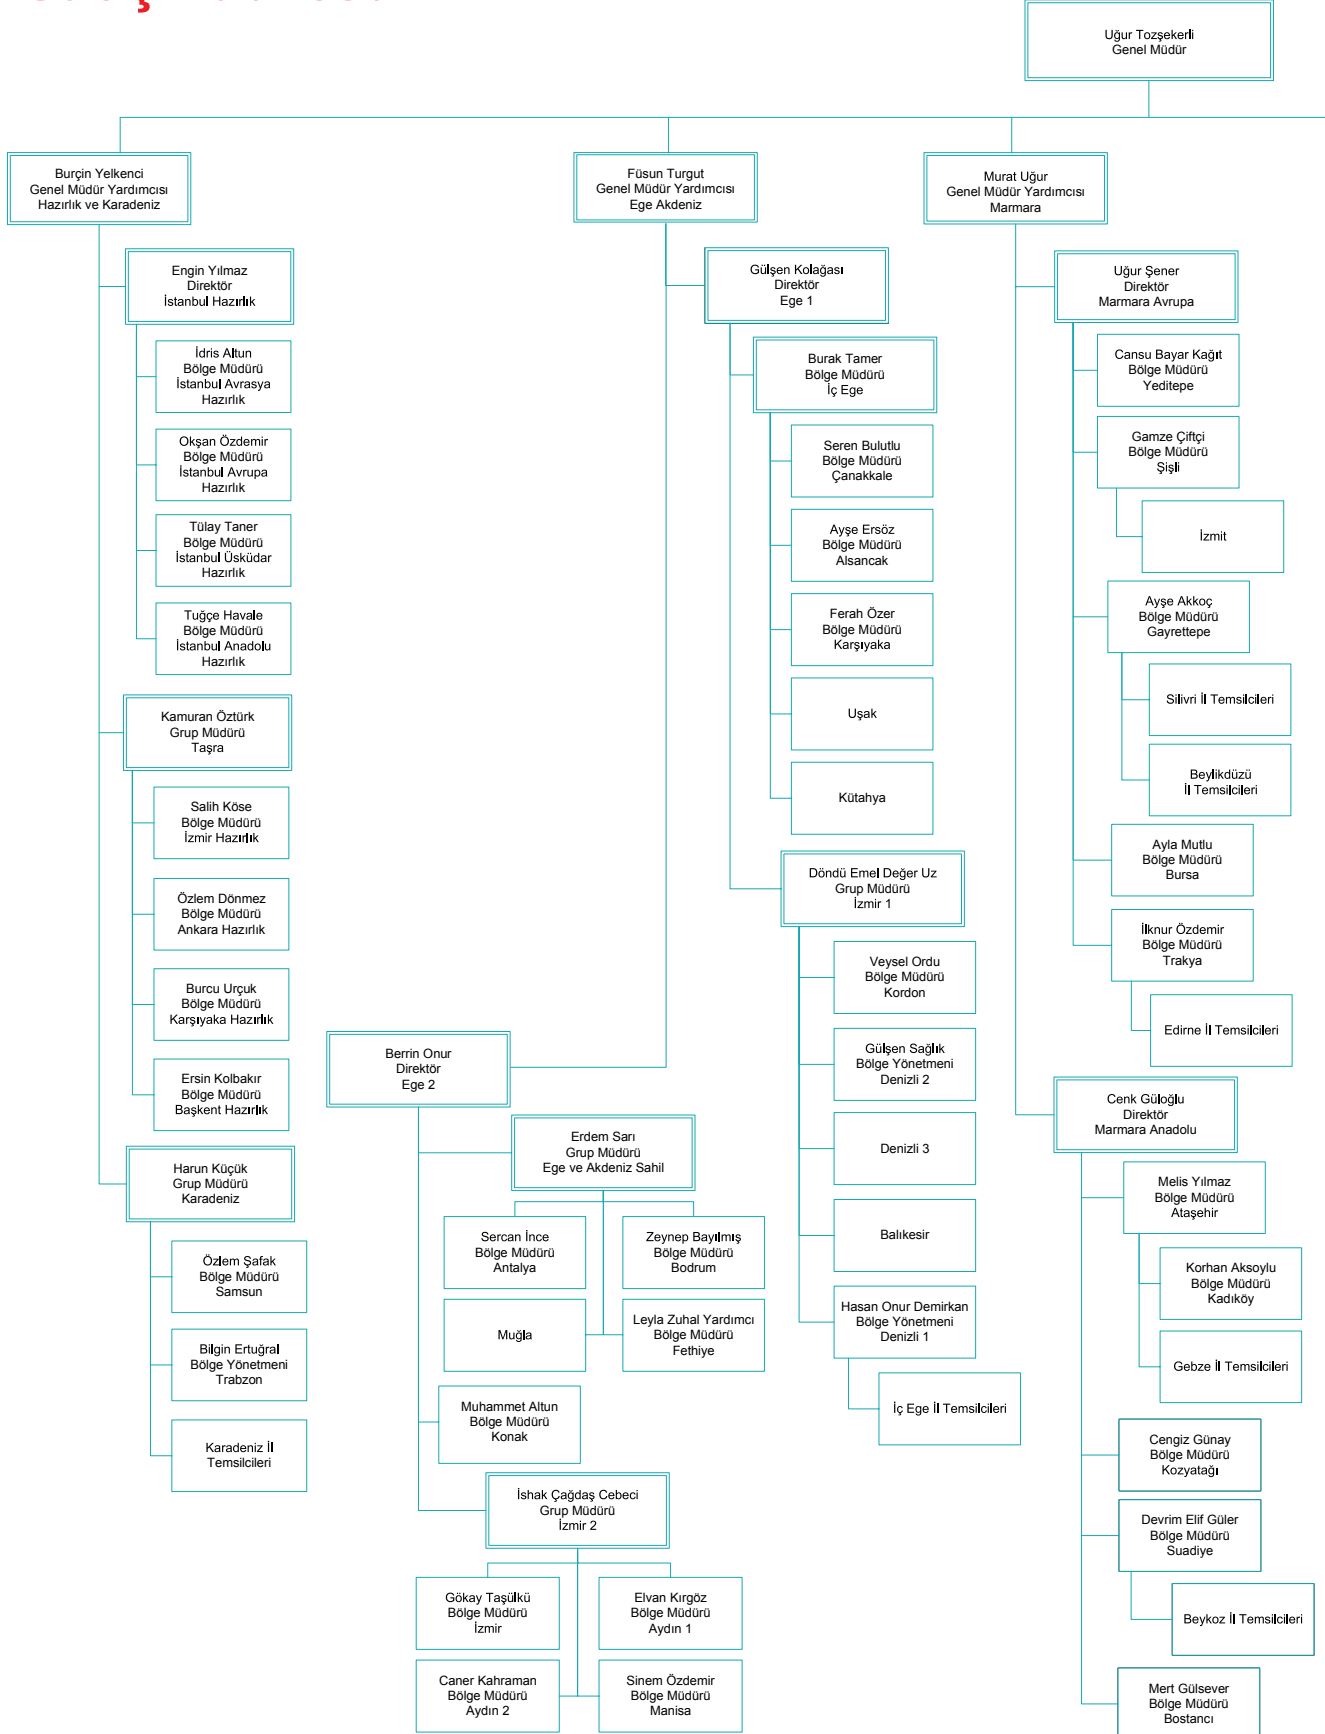 Uğur Tozşekerli
Genel Müdür
Burçin Yelkenci
Genel Müdür Yardımcısı
Hazırlık ve Karadeniz
Engin Yılmaz
Direktör
İstanbul Hazırlık
İdris Altun
Bölge Müdürü
İstanbul Avrasya
Hazırlık
Okşan Özdemir
Bölge Müdürü
İstanbul Avrupa
Hazırlık
Tülay Taner
Bölge Müdürü
İstanbul Üsküdar
Hazırlık
Tuğçe Havale
Bölge Müdürü
İstanbul Anadolu
Hazırlık
Kamuran Öztürk
Grup Müdürü
Taşra
Salih Köse
Bölge Müdürü
İzmir Hazırlık
Özlem Dönmez
Bölge Müdürü
Ankara Hazırlık
Burcu Urçuk
Bölge Müdürü
Karşıyaka Hazırlık
Ersin Kolbakır
Bölge Müdürü
Başkent Hazırlık
Harun Küçük
Grup Müdürü
Karadeniz
Özlem Şafak
Bölge Müdürü
Samsun
Bilgin Ertuğral
Bölge Yönetmeni
Trabzon
Karadeniz İl
Temsilcileri
Füsun Turgut
Genel Müdür Yardımcısı
Ege Akdeniz
Gülşen Kolağası
Direktör
Ege 1
Burak Tamer
Bölge Müdürü
İç Ege
Seren Bulutlu
Bölge Müdürü
Çanakkale
Ayşe Ersöz
Bölge Müdürü
Alsancak
Ferah Özer
Bölge Müdürü
Karşıyaka
Uşak
Kütahya
Döndü Emel Değer Uz
Grup Müdürü
İzmir 1
Veysel Ordu
Bölge Müdürü
Kordon
Gülşen Sağlık
Bölge Yönetmeni
Denizli 2
Denizli 3
Balıkesir
Hasan Onur Demirkan
Bölge Yönetmeni
Denizli 1
İç Ege İl Temsilcileri
Berrin Onur
Direktör
Ege 2
Erdem Sarı
Grup Müdürü
Ege ve Akdeniz Sahil
Sercan İnce
Bölge Müdürü
Antalya
Zeynep Bayılmış
Bölge Müdürü
Bodrum
Muğla
Leyla Zuhal Yardımcı
Bölge Müdürü
Fethiye
Muhammet Altun
Bölge Müdürü
Konak
İshak Çağdaş Cebeci
Grup Müdürü
İzmir 2
Gökay Taşülkü
Bölge Müdürü
İzmir
Elvan Kırgöz
Bölge Müdürü
Aydın 1
Caner Kahraman
Bölge Müdürü
Aydın 2
Sinem Özdemir
Bölge Müdürü
Manisa
Murat Uğur
Genel Müdür Yardımcısı
Marmara
Uğur Şener
Direktör
Marmara Avrupa
Cansu Bayar Kağıt
Bölge Müdürü
Yeditepe
Gamze Çiftçi
Bölge Müdürü
Şişli
İzmit
Ayşe Akkoç
Bölge Müdürü
Gayrettepe
Silivri İl Temsilcileri
Beylikdüzü
İl Temsilcileri
Ayla Mutlu
Bölge Müdürü
Bursa
İlknur Özdemir
Bölge Müdürü
Trakya
Edirne İl Temsilcileri
Cenk Güloğlu
Direktör
Marmara Anadolu
Melis Yılmaz
Bölge Müdürü
Ataşehir
Korhan Aksoylu
Bölge Müdürü
Kadıköy
Gebze İl Temsilcileri
Cengiz Günay
Bölge Müdürü
Kozyatağı
Devrim Elif Güler
Bölge Müdürü
Suadiye
Beykoz İl Temsilcileri
Mert Gülsever
Bölge Müdürü
Bostancı